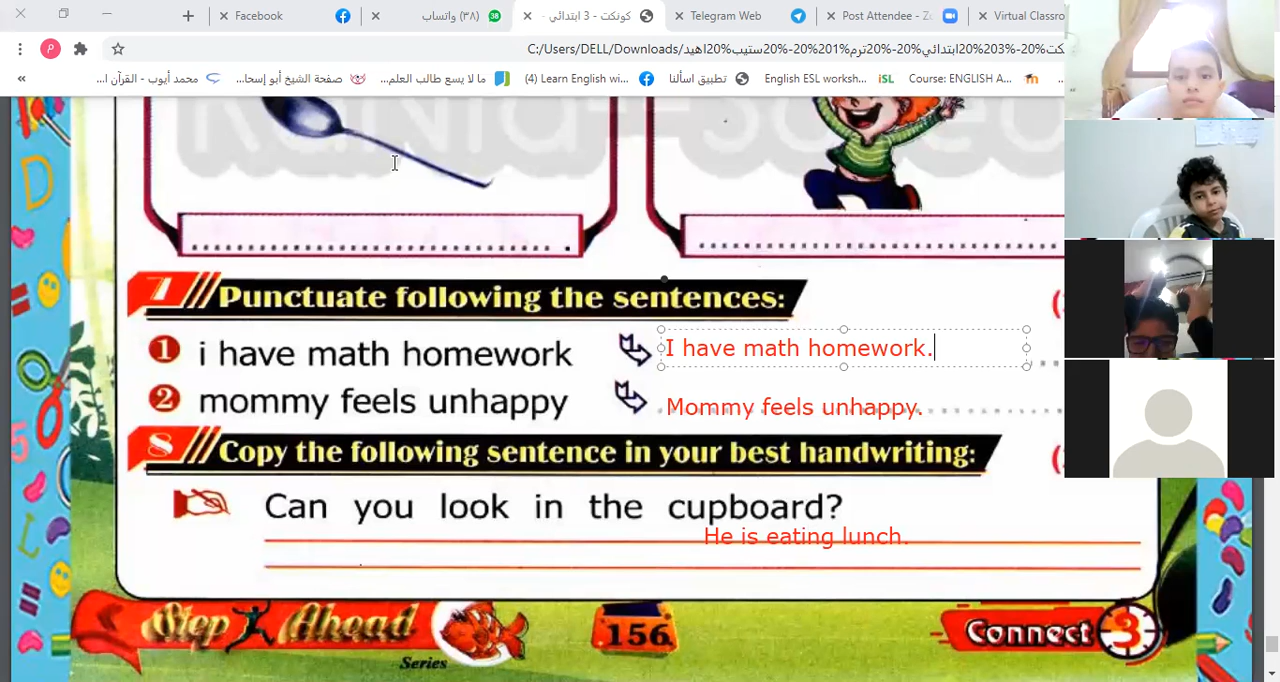 Facebook
(٣٨) واتساب
كونكت - 3 ابتدائي -
Telegram Web
Post Attendee - Zo
Virtual Classro
C:/Users/DELL/Downloads/
محمد أيوب - القرآن ا...
صفحة الشيخ أبو إسحا...
ما لا يسع طالب العلم...
(4) Learn English wi...
تطبيق اسألنا
English ESL worksh...
iSL
Course: ENGLISH A...
7 Punctuate following the sentences:
1 i have math homework I have math homework.
2 mommy feels unhappy Mommy feels unhappy.
8 Copy the following sentence in your best handwriting:
Can you look in the cupboard?
He is eating lunch.
Step Ahead
Series
156
Connect 3